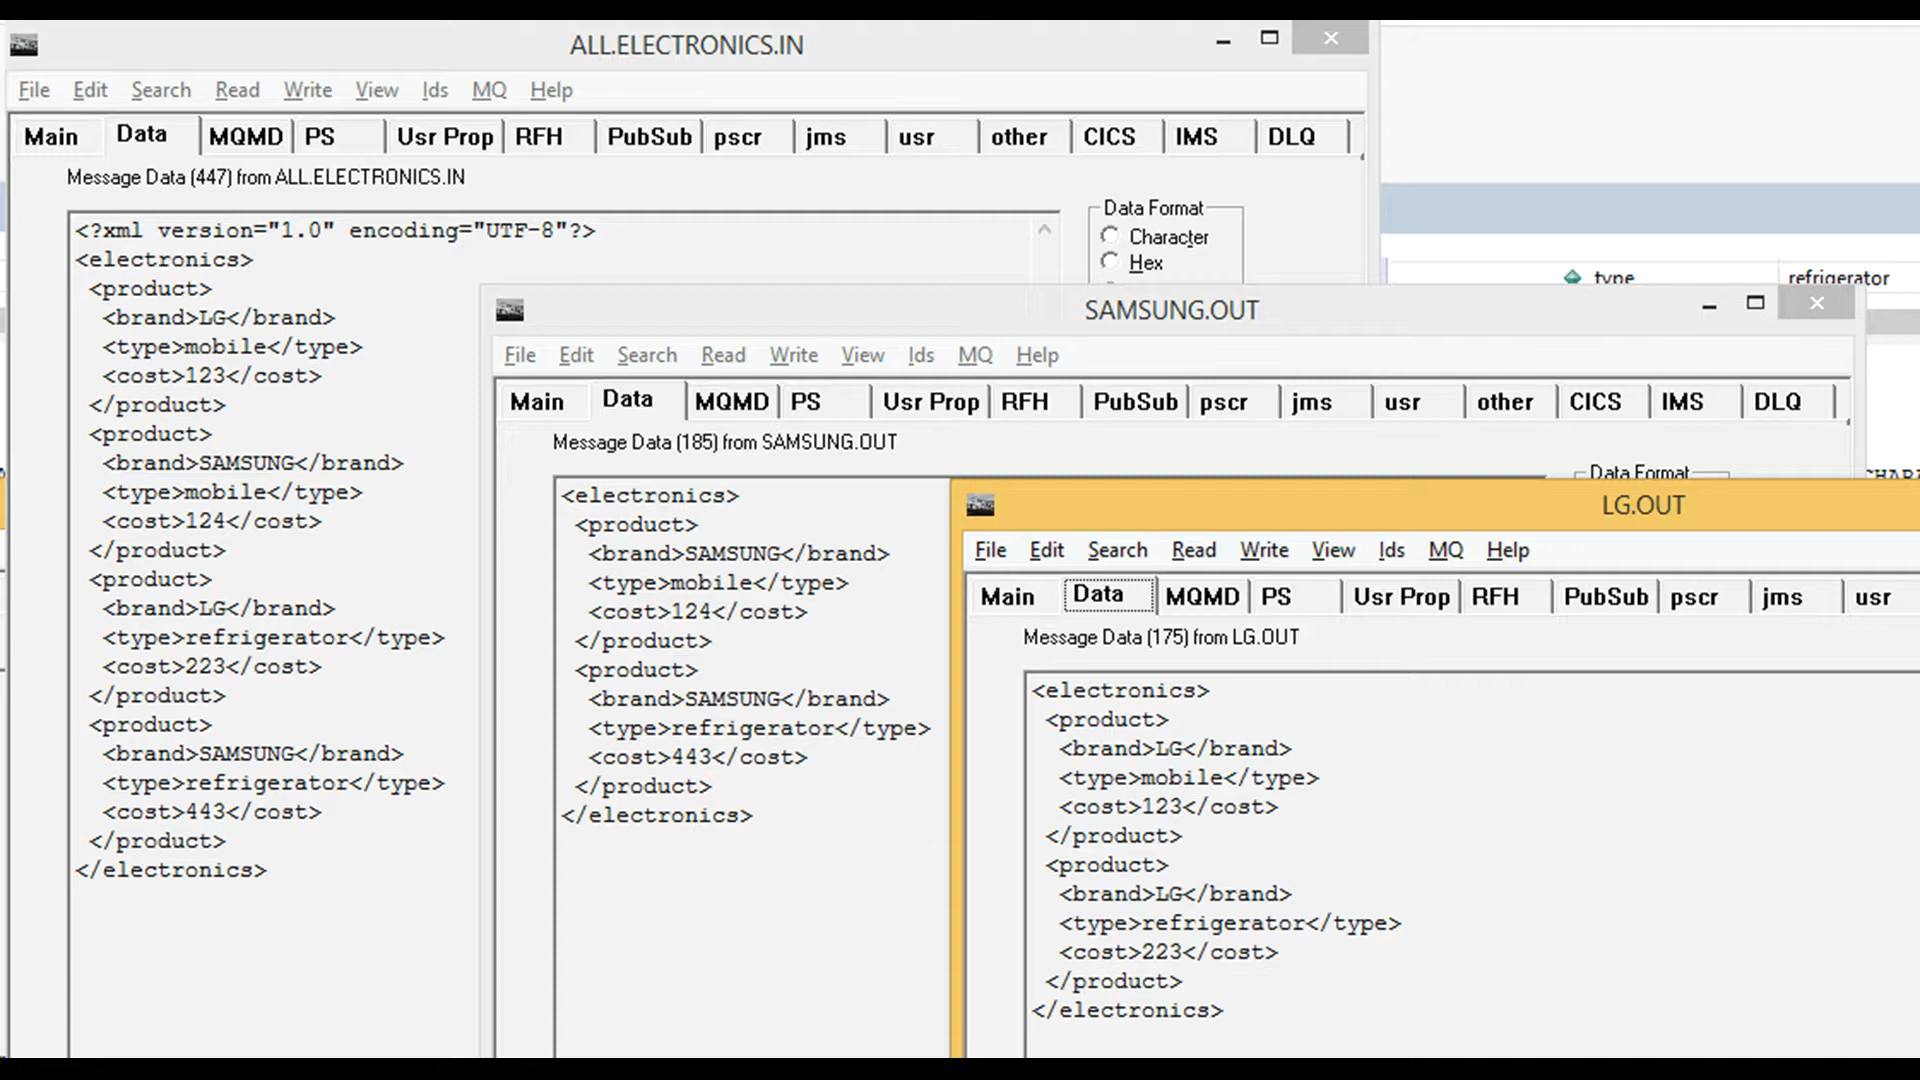 ALL.ELECTRONICS.IN
File Edit Search Read Write View Ids MQ Help
Main Data MQMD PS Usr Prop RFH PubSub pscr jms usr other CICS IMS DLQ
Message Data (447) from ALL.ELECTRONICS.IN
Data Format
Character
Hex
<?xml version="1.0" encoding="UTF-8"?>
<electronics>
<product>
<brand>LG</brand>
<type>mobile</type>
<cost>123</cost>
</product>
<product>
<brand>SAMSUNG</brand>
<type>mobile</type>
<cost>124</cost>
</product>
<product>
<brand>LG</brand>
<type>refrigerator</type>
<cost>223</cost>
</product>
<product>
<brand>SAMSUNG</brand>
<type>refrigerator</type>
<cost>443</cost>
</product>
</electronics>
type refrigerator
SAMSUNG.OUT
File Edit Search Read Write View Ids MQ Help
Main Data MQMD PS Usr Prop RFH PubSub pscr jms usr other CICS IMS DLQ
Message Data (185) from SAMSUNG.OUT
Data Format
<electronics>
<product>
<brand>SAMSUNG</brand>
<type>mobile</type>
<cost>124</cost>
</product>
<product>
<brand>SAMSUNG</brand>
<type>refrigerator</type>
<cost>443</cost>
</product>
</electronics>
LG.OUT
File Edit Search Read Write View Ids MQ Help
Main Data MQMD PS Usr Prop RFH PubSub pscr jms usr
Message Data (175) from LG.OUT
<electronics>
<product>
<brand>LG</brand>
<type>mobile</type>
<cost>123</cost>
</product>
<product>
<brand>LG</brand>
<type>refrigerator</type>
<cost>223</cost>
</product>
</electronics>